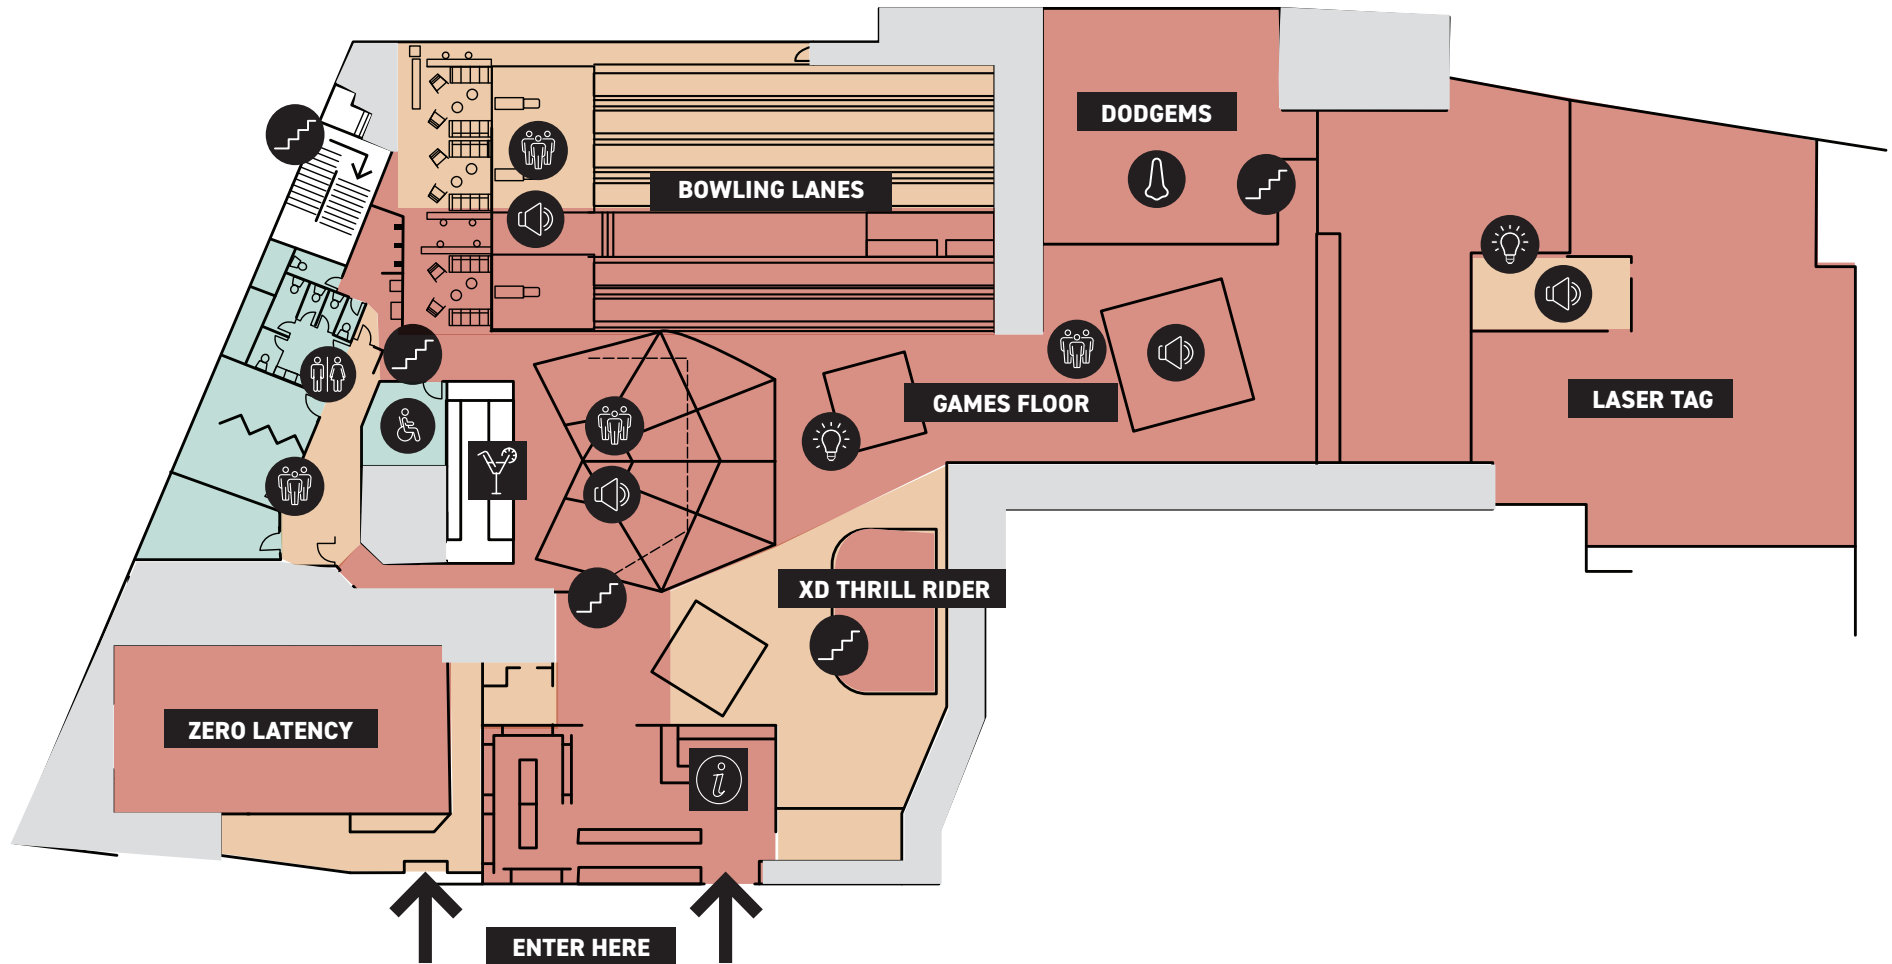 DODGEMS
BOWLING LANES
GAMES FLOOR
LASER TAG
XD THRILL RIDER
ZERO LATENCY
i
ENTER HERE